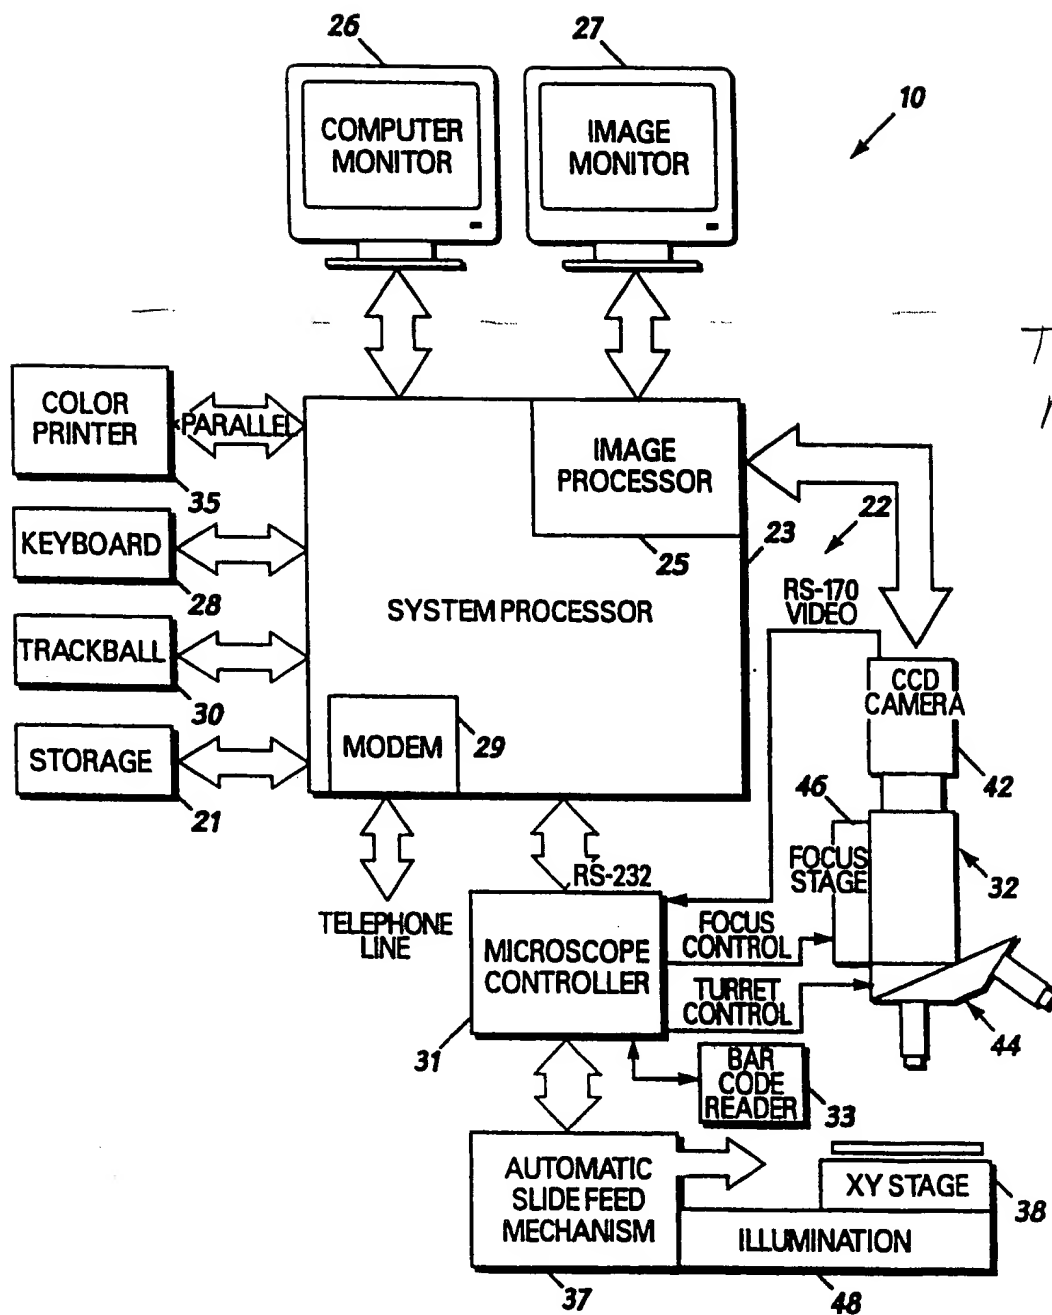 26
27
10
COMPUTER
MONITOR
IMAGE
MONITOR
COLOR
PRINTER
PARALLEL
35
IMAGE
PROCESSOR
25
23
22
KEYBOARD
28
SYSTEM PROCESSOR
RS-170
VIDEO
TRACKBALL
30
CCD
CAMERA
42
STORAGE
21
MODEM
29
46
FOCUS
STAGE
32
TELEPHONE
LINE
RS-232
MICROSCOPE
CONTROLLER
31
FOCUS
CONTROL
TURRET
CONTROL
44
BAR
CODE
READER
33
AUTOMATIC
SLIDE FEED
MECHANISM
37
XY STAGE
38
ILLUMINATION
48